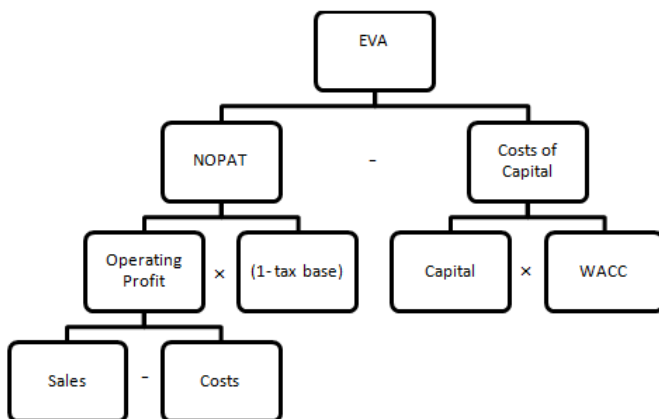 EVA
NOPAT
-
Costs of
Capital
Operating
Profit
×
(1-tax base)
Capital
×
WACC
Sales
-
Costs